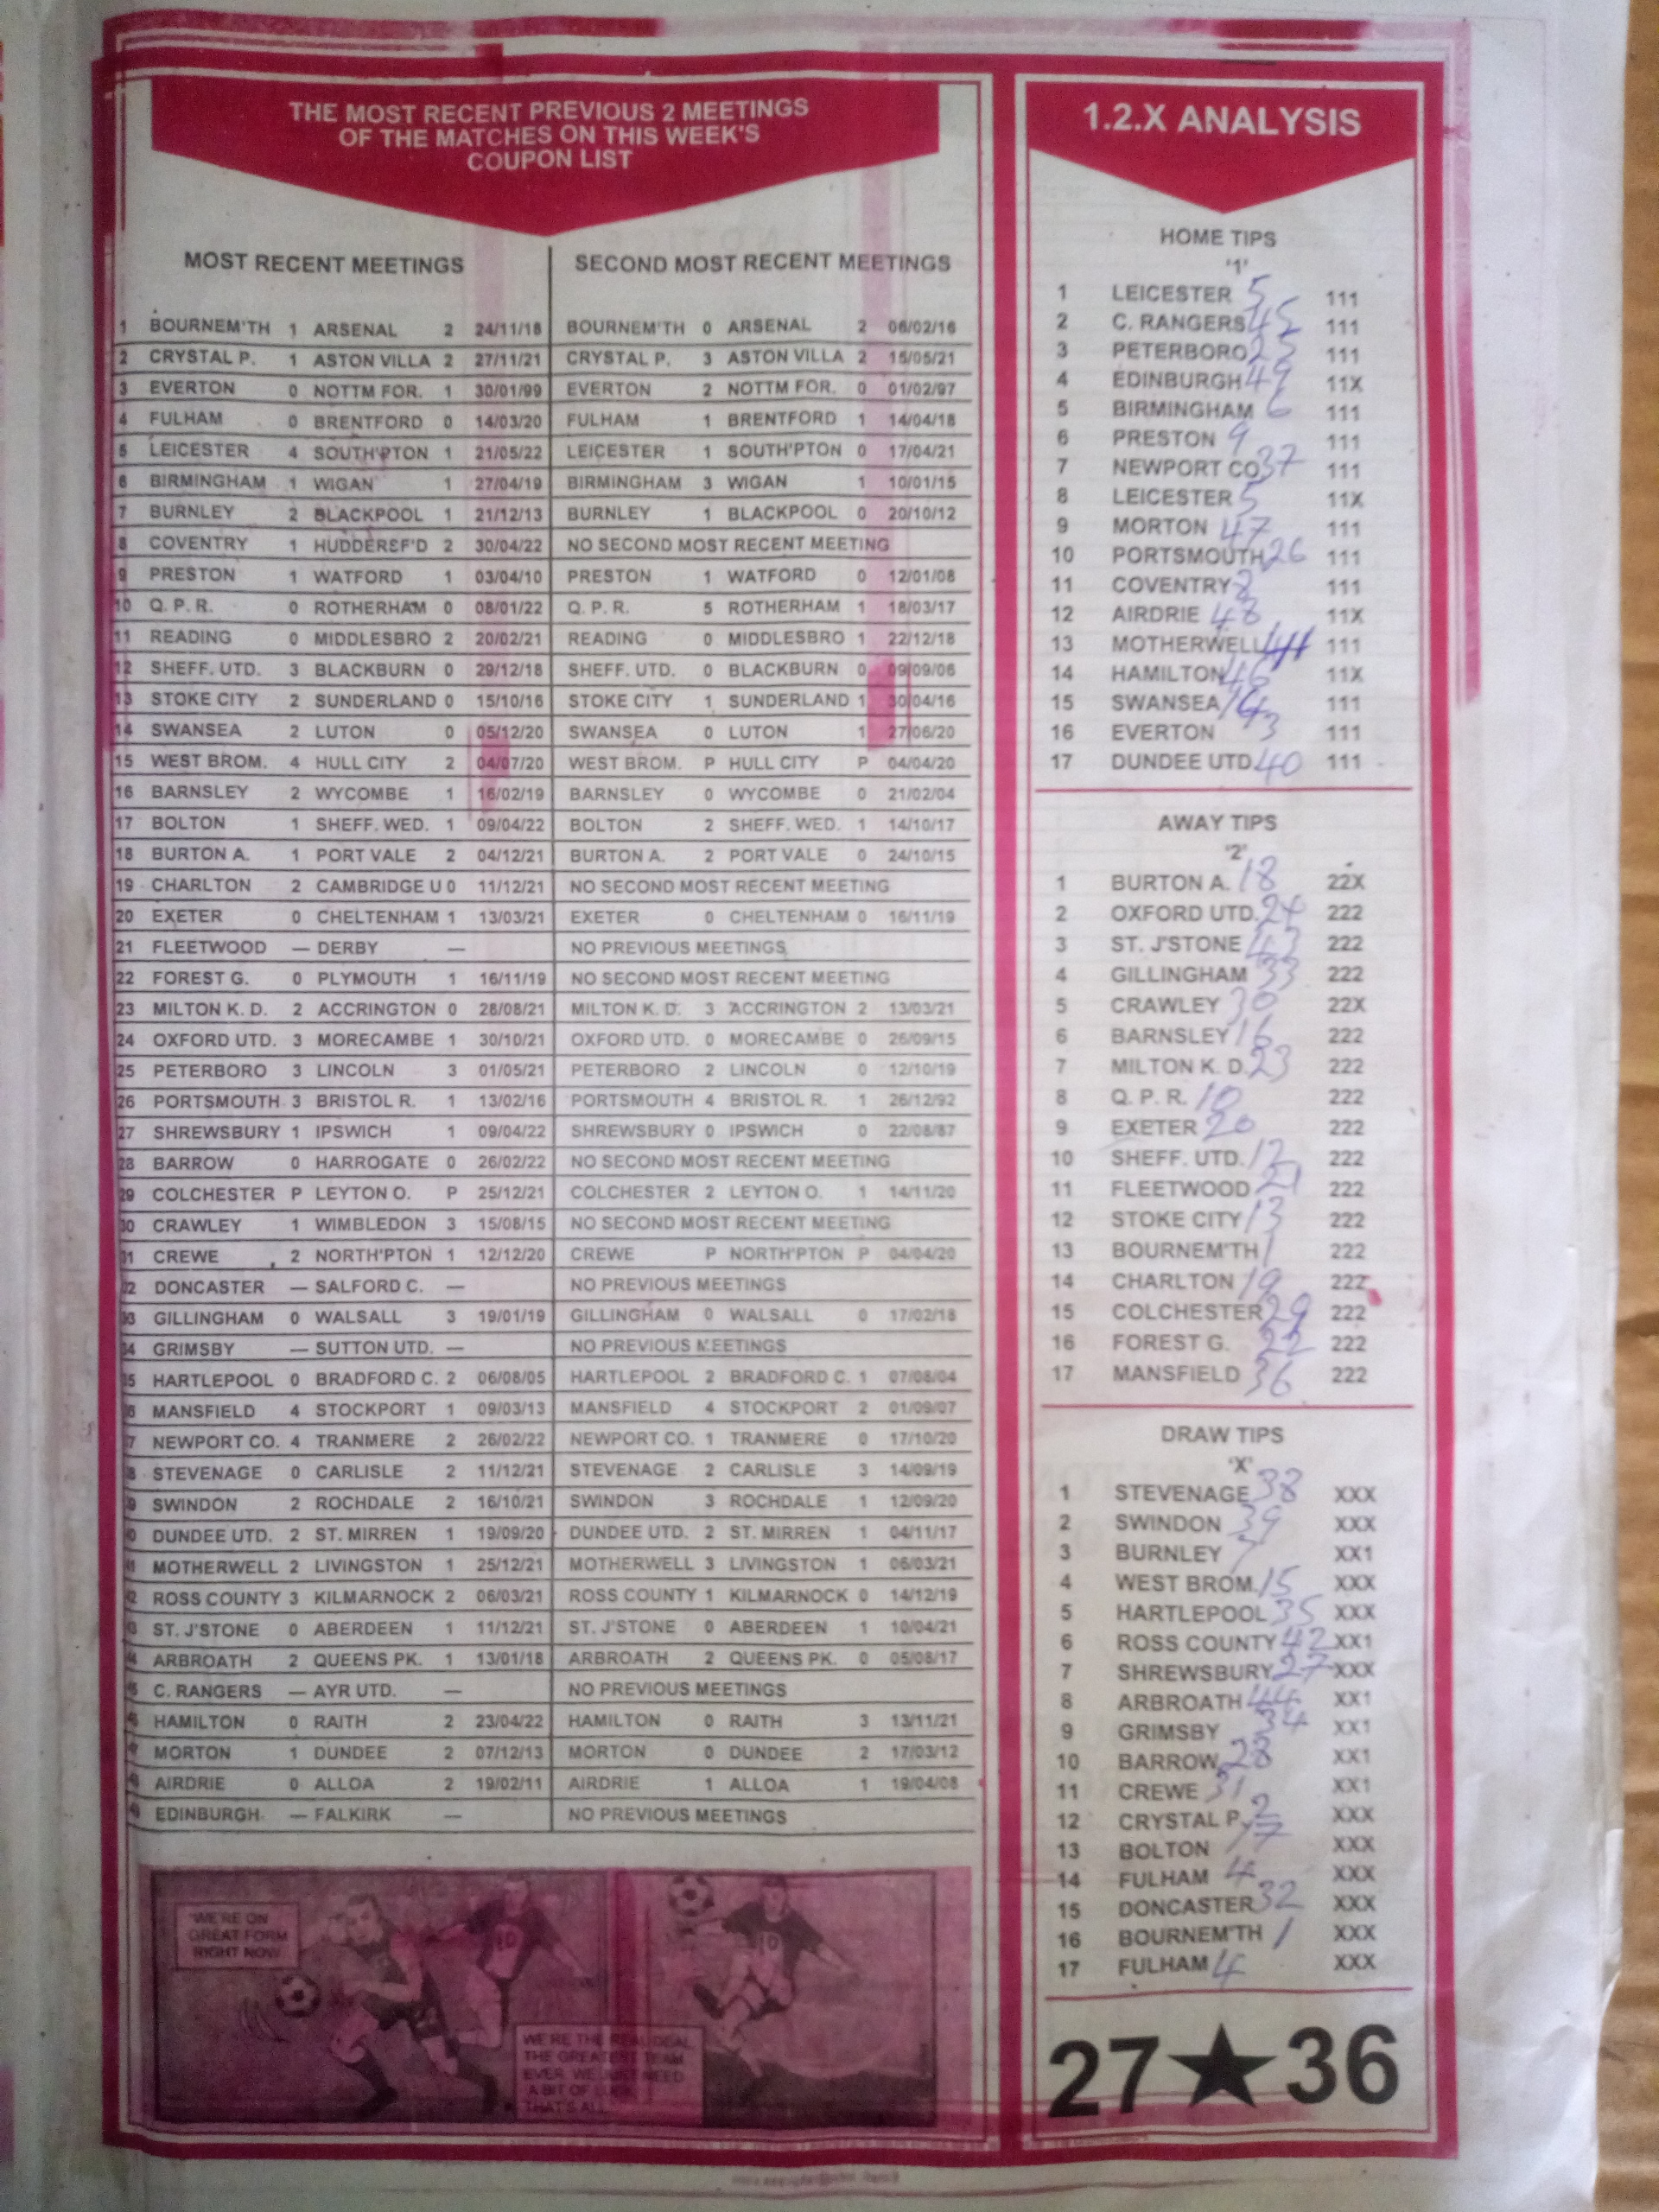 THE MOST RECENT PREVIOUS 2 MEETINGS
OF THE MATCHES ON THIS WEEK'S
COUPON LIST
MOST RECENT MEETINGS SECOND MOST RECENT MEETINGS
1 BOURNEM'TH 1 ARSENAL 2 24/11/18 BOURNEM'TH 0 ARSENAL 2 06/02/16
2 CRYSTAL P. 1 ASTON VILLA 2 27/11/21 CRYSTAL P. 3 ASTON VILLA 2 15/05/21
3 EVERTON 0 NOTTM FOR. 1 30/01/99 EVERTON 2 NOTTM FOR. 0 01/02/97
4 FULHAM 0 BRENTFORD 0 14/03/20 FULHAM 1 BRENTFORD 1 14/04/18
5 LEICESTER 4 SOUTH'PTON 1 21/05/22 LEICESTER 1 SOUTH'PTON 0 17/04/21
6 BIRMINGHAM 1 WIGAN 1 27/04/19 BIRMINGHAM 3 WIGAN 1 10/01/15
7 BURNLEY 2 BLACKPOOL 1 21/12/13 BURNLEY 1 BLACKPOOL 0 20/10/12
8 COVENTRY 1 HUDDERSF'D 2 30/04/22 NO SECOND MOST RECENT MEETING
9 PRESTON 1 WATFORD 1 03/04/10 PRESTON 1 WATFORD 0 12/01/08
10 Q. P. R. 0 ROTHERHAM 0 08/01/22 Q. P. R. 5 ROTHERHAM 1 18/03/17
11 READING 0 MIDDLESBRO 2 20/02/21 READING 0 MIDDLESBRO 1 22/12/18
12 SHEFF. UTD. 3 BLACKBURN 0 29/12/18 SHEFF. UTD. 0 BLACKBURN 0 09/09/06
13 STOKE CITY 2 SUNDERLAND 0 15/10/16 STOKE CITY 1 SUNDERLAND 1 30/04/16
14 SWANSEA 2 LUTON 0 05/12/20 SWANSEA 0 LUTON 1 27/06/20
15 WEST BROM. 4 HULL CITY 2 04/07/20 WEST BROM. P HULL CITY P 04/04/20
16 BARNSLEY 2 WYCOMBE 1 16/02/19 BARNSLEY 0 WYCOMBE 0 21/02/04
17 BOLTON 1 SHEFF. WED. 1 09/04/22 BOLTON 2 SHEFF. WED. 1 14/10/17
18 BURTON A. 1 PORT VALE 2 04/12/21 BURTON A. 2 PORT VALE 0 24/10/15
19 CHARLTON 2 CAMBRIDGE U 0 11/12/21 NO SECOND MOST RECENT MEETING
20 EXETER 0 CHELTENHAM 1 13/03/21 EXETER 0 CHELTENHAM 0 16/11/19
21 FLEETWOOD — DERBY — NO PREVIOUS MEETINGS
22 FOREST G. 0 PLYMOUTH 1 16/11/19 NO SECOND MOST RECENT MEETING
23 MILTON K. D. 2 ACCRINGTON 0 28/08/21 MILTON K. D. 3 ACCRINGTON 2 13/03/21
24 OXFORD UTD. 3 MORECAMBE 1 30/10/21 OXFORD UTD. 0 MORECAMBE 0 26/09/15
25 PETERBORO 3 LINCOLN 3 01/05/21 PETERBORO 2 LINCOLN 0 12/10/19
26 PORTSMOUTH 3 BRISTOL R. 1 13/02/16 PORTSMOUTH 4 BRISTOL R. 1 26/12/92
27 SHREWSBURY 1 IPSWICH 1 09/04/22 SHREWSBURY 0 IPSWICH 0 22/08/87
28 BARROW 0 HARROGATE 0 26/02/22 NO SECOND MOST RECENT MEETING
29 COLCHESTER P LEYTON O. P 25/12/21 COLCHESTER 2 LEYTON O. 1 14/11/20
30 CRAWLEY 1 WIMBLEDON 3 15/08/15 NO SECOND MOST RECENT MEETING
31 CREWE 2 NORTH'PTON 1 12/12/20 CREWE P NORTH'PTON P 04/04/20
32 DONCASTER — SALFORD C. — NO PREVIOUS MEETINGS
33 GILLINGHAM 0 WALSALL 3 19/01/19 GILLINGHAM 0 WALSALL 0 17/02/18
34 GRIMSBY — SUTTON UTD. — NO PREVIOUS MEETINGS
35 HARTLEPOOL 0 BRADFORD C. 2 06/08/05 HARTLEPOOL 2 BRADFORD C. 1 07/08/04
36 MANSFIELD 4 STOCKPORT 1 09/03/13 MANSFIELD 4 STOCKPORT 2 01/09/07
37 NEWPORT CO. 4 TRANMERE 2 26/02/22 NEWPORT CO. 1 TRANMERE 0 17/10/20
38 STEVENAGE 0 CARLISLE 2 11/12/21 STEVENAGE 2 CARLISLE 3 14/09/19
39 SWINDON 2 ROCHDALE 2 16/10/21 SWINDON 3 ROCHDALE 1 12/09/20
40 DUNDEE UTD. 2 ST. MIRREN 1 19/09/20 DUNDEE UTD. 2 ST. MIRREN 1 04/11/17
41 MOTHERWELL 2 LIVINGSTON 1 25/12/21 MOTHERWELL 3 LIVINGSTON 1 06/03/21
42 ROSS COUNTY 3 KILMARNOCK 2 06/03/21 ROSS COUNTY 1 KILMARNOCK 0 14/12/19
43 ST. J'STONE 0 ABERDEEN 1 11/12/21 ST. J'STONE 0 ABERDEEN 1 10/04/21
44 ARBROATH 2 QUEENS PK. 1 13/01/18 ARBROATH 2 QUEENS PK. 0 05/08/17
45 C. RANGERS — AYR UTD. — NO PREVIOUS MEETINGS
46 HAMILTON 0 RAITH 2 23/04/22 HAMILTON 0 RAITH 3 13/11/21
47 MORTON 1 DUNDEE 2 07/12/13 MORTON 0 DUNDEE 2 17/03/12
48 AIRDRIE 0 ALLOA 2 19/02/11 AIRDRIE 1 ALLOA 1 19/04/08
49 EDINBURGH — FALKIRK — NO PREVIOUS MEETINGS
WE'RE ON
GREAT FORM
RIGHT NOW
WE'RE THE REAL DEAL
THE GREATEST TEAM
EVER WE JUST NEED
A BIT OF LUCK
THAT'S ALL
1.2.X ANALYSIS
HOME TIPS
'1'
1 LEICESTER 5 111
2 C. RANGERS 45 111
3 PETERBORO 25 111
4 EDINBURGH 49 11X
5 BIRMINGHAM 6 111
6 PRESTON 9 111
7 NEWPORT CO 37 111
8 LEICESTER 5 11X
9 MORTON 47 111
10 PORTSMOUTH 26 111
11 COVENTRY 8 111
12 AIRDRIE 48 11X
13 MOTHERWELL 41 111
14 HAMILTON 46 11X
15 SWANSEA 14 111
16 EVERTON 3 111
17 DUNDEE UTD. 40 111
AWAY TIPS
'2'
1 BURTON A. 18 22X
2 OXFORD UTD. 24 222
3 ST. J'STONE 43 222
4 GILLINGHAM 33 222
5 CRAWLEY 30 22X
6 BARNSLEY 16 222
7 MILTON K. D. 23 222
8 Q. P. R. 10 222
9 EXETER 20 222
10 SHEFF. UTD. 12 222
11 FLEETWOOD 21 222
12 STOKE CITY 13 222
13 BOURNEM'TH 1 222
14 CHARLTON 19 222
15 COLCHESTER 29 222
16 FOREST G. 22 222
17 MANSFIELD 36 222
DRAW TIPS
'X'
1 STEVENAGE 38 XXX
2 SWINDON 39 XXX
3 BURNLEY 7 XX1
4 WEST BROM. 15 XXX
5 HARTLEPOOL 35 XXX
6 ROSS COUNTY 42 XX1
7 SHREWSBURY 27 XXX
8 ARBROATH 44 XX1
9 GRIMSBY 34 XX1
10 BARROW 28 XX1
11 CREWE 31 XX1
12 CRYSTAL P. 2 XXX
13 BOLTON 17 XXX
14 FULHAM 4 XXX
15 DONCASTER 32 XXX
16 BOURNEM'TH 1 XXX
17 FULHAM 4 XXX
27★36